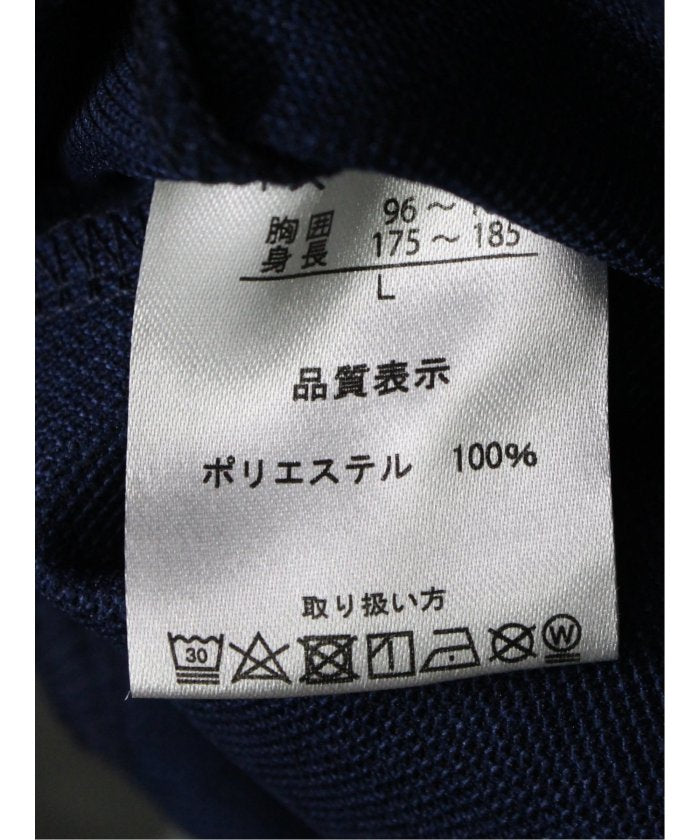 胸囲 96～
身長 175～185
L
品質表示
ポリエステル 100%
取り扱い方
30 W